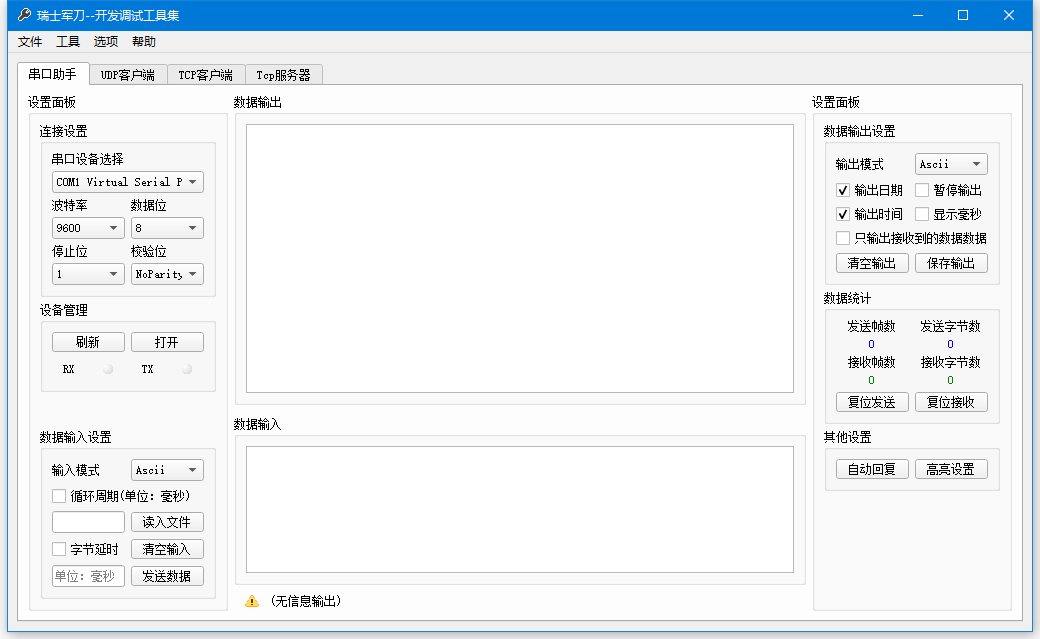 瑞士军刀--开发调试工具集
文件 工具 选项 帮助
串口助手 UDP客户端 TCP客户端 Tcp服务器
设置面板
连接设置
串口设备选择
COM1 Virtual Serial P
波特率 数据位
9600 8
停止位 校验位
1 NoParity
设备管理
刷新 打开
RX TX
数据输入设置
输入模式 Ascii
循环周期(单位: 毫秒)
读入文件
字节延时 清空输入
单位: 毫秒 发送数据
数据输出
数据输入
(无信息输出)
设置面板
数据输出设置
输出模式 Ascii
输出日期 暂停输出
输出时间 显示毫秒
只输出接收到的数据数据
清空输出 保存输出
数据统计
发送帧数 发送字节数
0 0
接收帧数 接收字节数
0 0
复位发送 复位接收
其他设置
自动回复 高亮设置